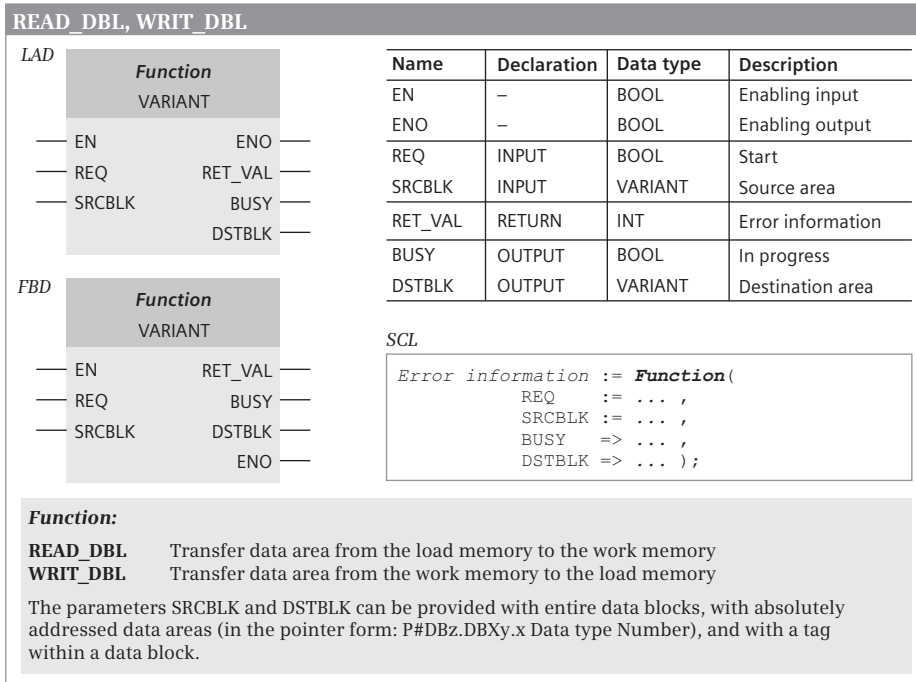 READ_DBL, WRIT_DBL
LAD
Function
VARIANT
EN ENO
REQ RET_VAL
SRCBLK BUSY
DSTBLK
FBD
Function
VARIANT
EN RET_VAL
REQ BUSY
SRCBLK DSTBLK
ENO
Name Declaration Data type Description
EN – BOOL Enabling input
ENO – BOOL Enabling output
REQ INPUT BOOL Start
SRCBLK INPUT VARIANT Source area
RET_VAL RETURN INT Error information
BUSY OUTPUT BOOL In progress
DSTBLK OUTPUT VARIANT Destination area
SCL
Error information := Function(
REQ := ... ,
SRCBLK := ... ,
BUSY => ... ,
DSTBLK => ... );
Function:
READ_DBL Transfer data area from the load memory to the work memory
WRIT_DBL Transfer data area from the work memory to the load memory
The parameters SRCBLK and DSTBLK can be provided with entire data blocks, with absolutely
addressed data areas (in the pointer form: P#DBz.DBXy.x Data type Number), and with a tag
within a data block.